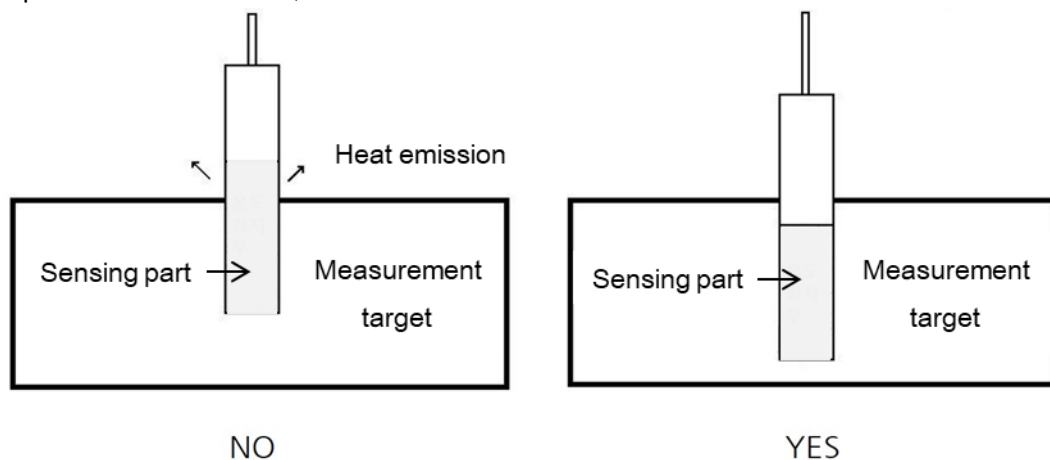 Heat emission
Sensing part
Measurement
target
NO
Sensing part
Measurement
target
YES